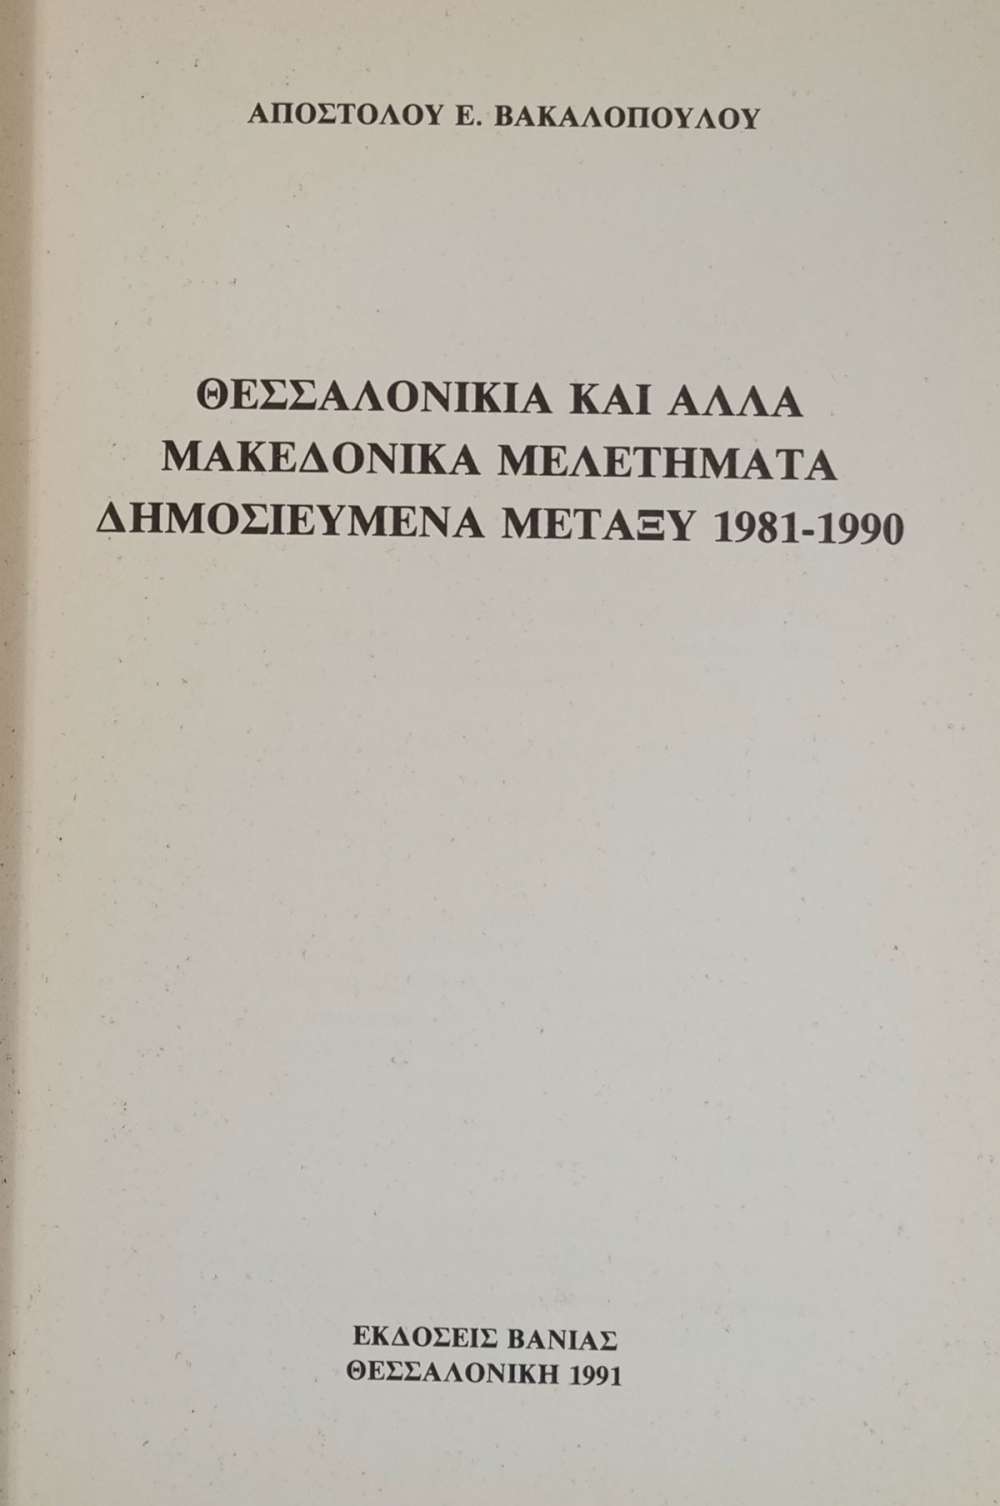 ΑΠΟΣΤΟΛΟΥ Ε. ΒΑΚΑΛΟΠΟΥΛΟΥ
ΘΕΣΣΑΛΟΝΙΚΙΑ ΚΑΙ ΑΛΛΑ
ΜΑΚΕΔΟΝΙΚΑ ΜΕΛΕΤΗΜΑΤΑ
ΔΗΜΟΣΙΕΥΜΕΝΑ ΜΕΤΑΞΥ 1981-1990
ΕΚΔΟΣΕΙΣ ΒΑΝΙΑΣ
ΘΕΣΣΑΛΟΝΙΚΗ 1991